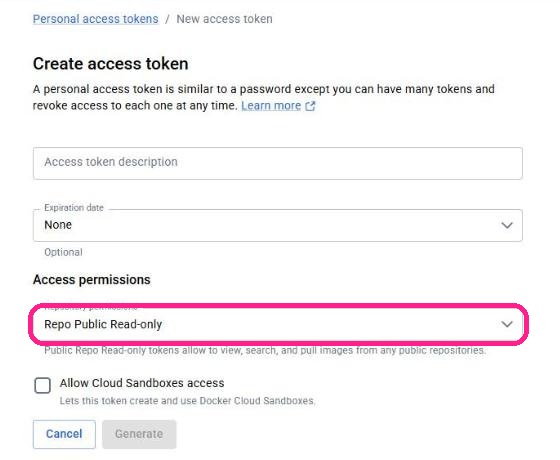 Personal access tokens / New access token
Create access token
A personal access token is similar to a password except you can have many tokens and
revoke access to each one at any time. Learn more
Access token description
Expiration date
None
Optional
Access permissions
Repository permissions
Repo Public Read-only
Public Repo Read-only tokens allow to view, search, and pull images from any public repositories.
Allow Cloud Sandboxes access
Lets this token create and use Docker Cloud Sandboxes.
Cancel Generate